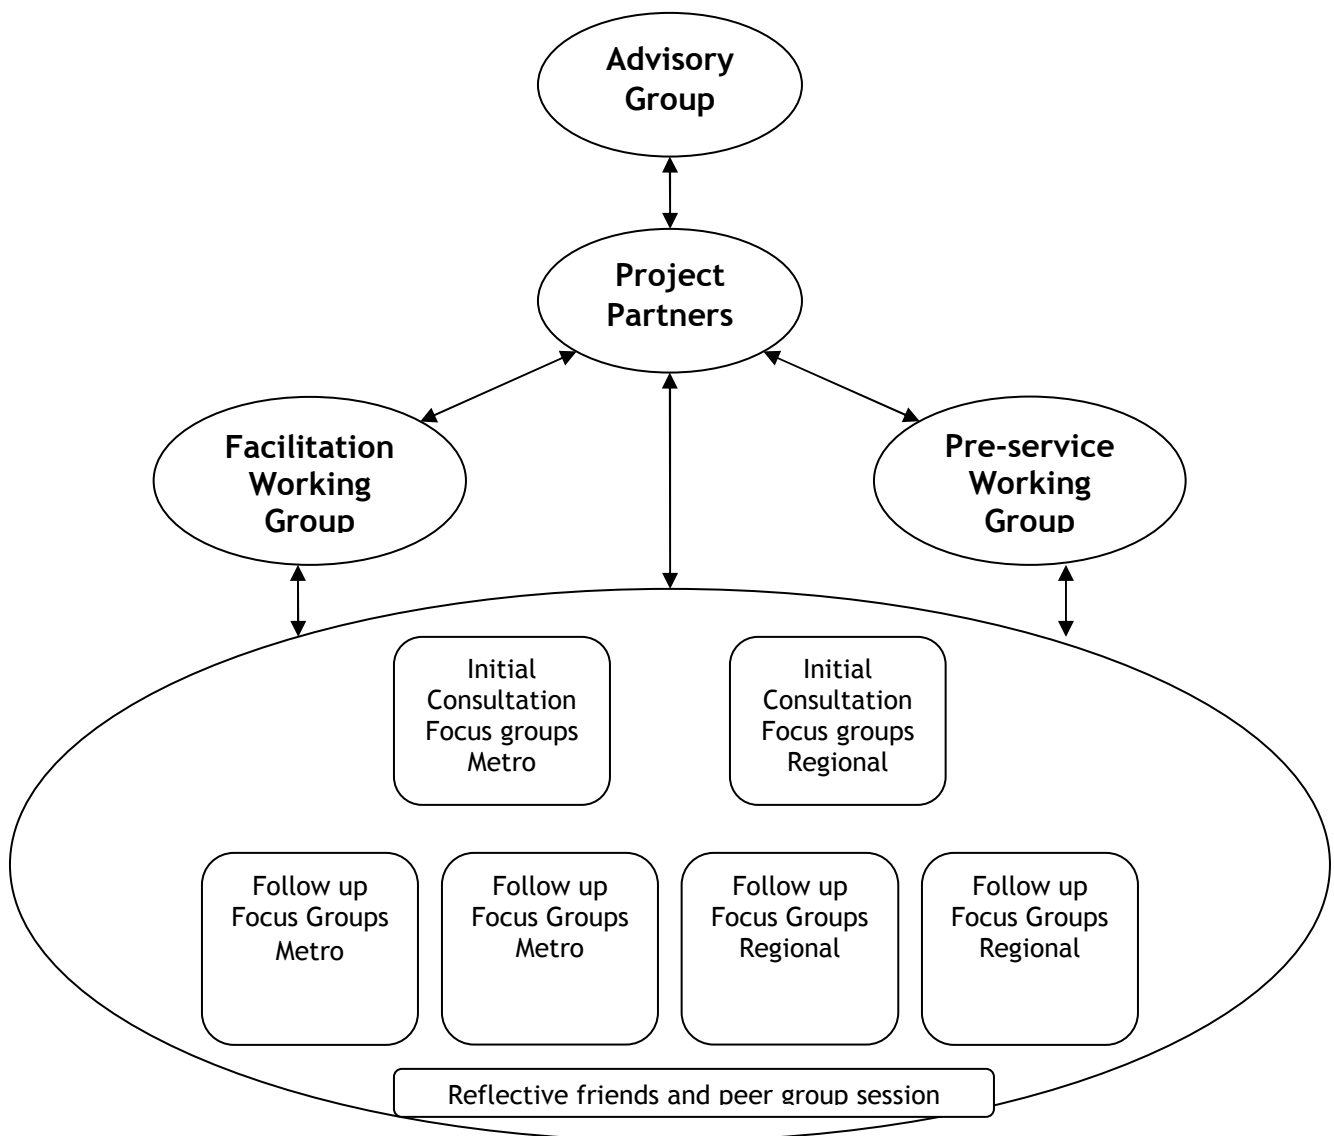 Advisory
Group
Project
Partners
Facilitation
Working
Group
Pre-service
Working
Group
Initial
Consultation
Focus groups
Metro
Initial
Consultation
Focus groups
Regional
Follow up
Focus Groups
Metro
Follow up
Focus Groups
Metro
Follow up
Focus Groups
Regional
Follow up
Focus Groups
Regional
Reflective friends and peer group session